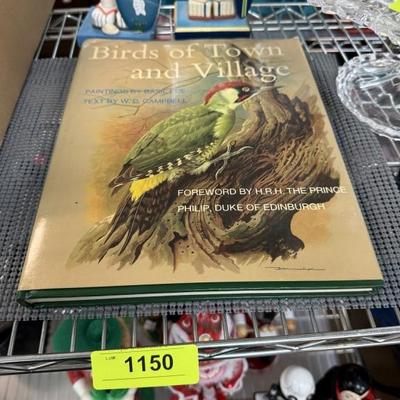 Birds of Town
and Village
PAINTINGS BY BASIL EDE
TEXT BY W. D. CAMPBELL
FOREWORD BY H.R.H. THE PRINCE
PHILIP, DUKE OF EDINBURGH
LOT
1150